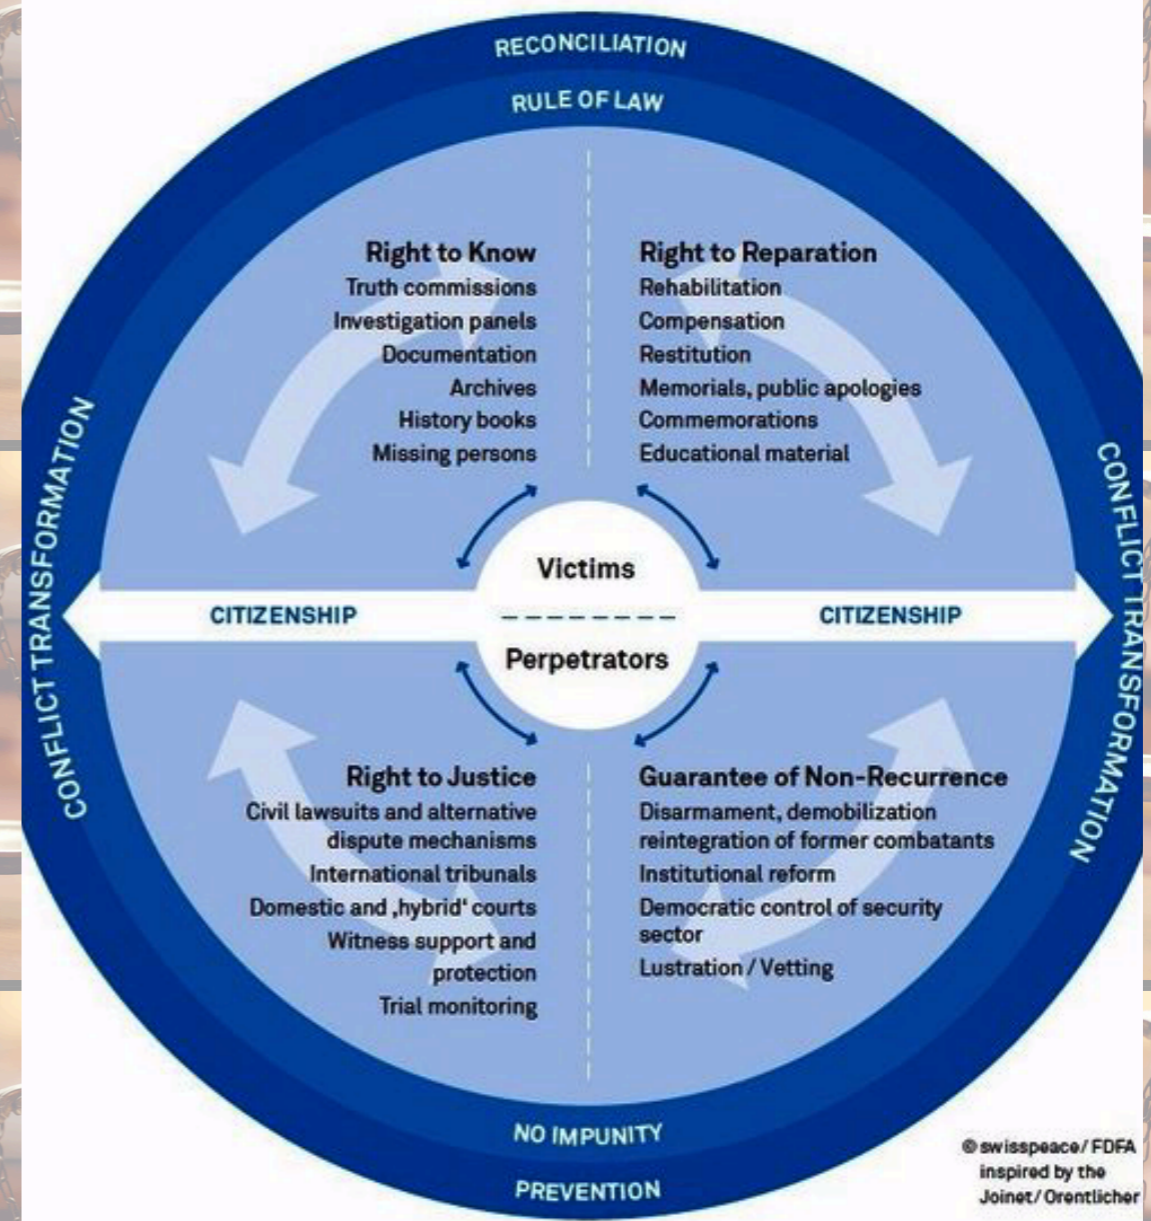 RECONCILIATION
RULE OF LAW
Right to Know
Truth commissions
Investigation panels
Documentation
Archives
History books
Missing persons
Right to Reparation
Rehabilitation
Compensation
Restitution
Memorials, public apologies
Commemorations
Educational material
CONFLICT TRANSFORMATION
CITIZENSHIP
Victims
Perpetrators
CITIZENSHIP
CONFLICT TRANSFORMATION
Right to Justice
Civil lawsuits and alternative
dispute mechanisms
International tribunals
Domestic and ‚hybrid‘ courts
Witness support and
protection
Trial monitoring
Guarantee of Non-Recurrence
Disarmament, demobilization
reintegration of former combatants
Institutional reform
Democratic control of security
sector
Lustration / Vetting
NO IMPUNITY
PREVENTION
© swisspeace/ FDFA
inspired by the
Joinet/ Orentlicher